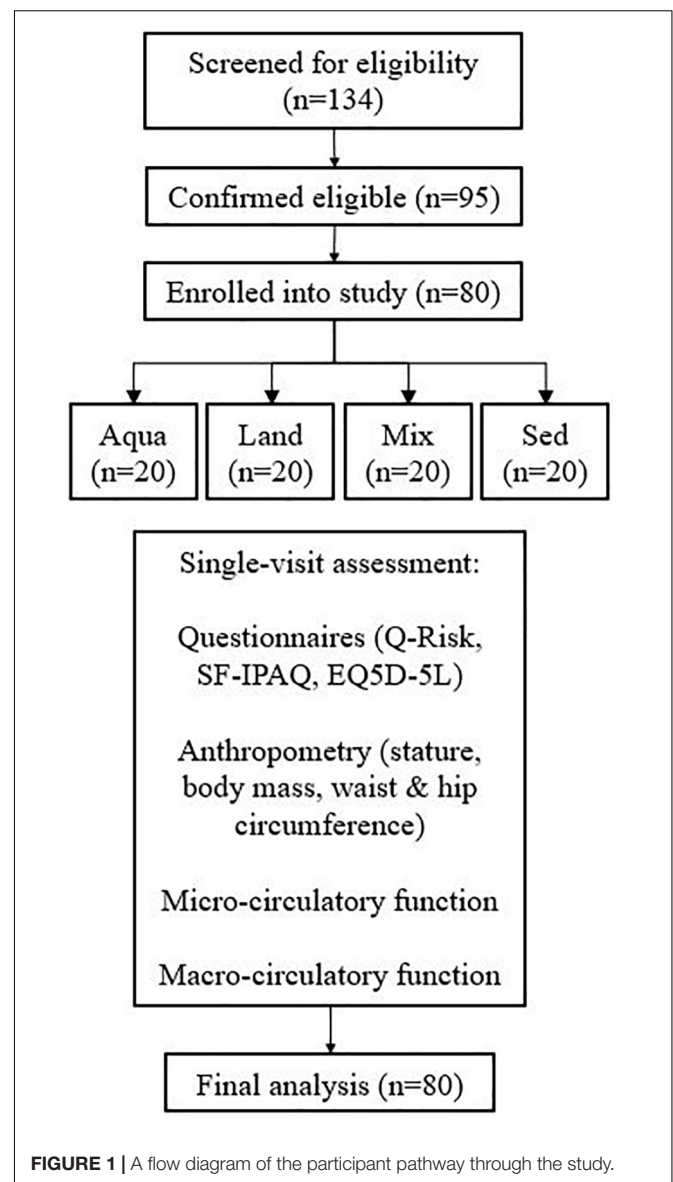 Screened for eligibility
(n=134)
Confirmed eligible (n=95)
Enrolled into study (n=80)
Aqua
(n=20)
Land
(n=20)
Mix
(n=20)
Sed
(n=20)
Single-visit assessment:
Questionnaires (Q-Risk,
SF-IPAQ, EQ5D-5L)
Anthropometry (stature,
body mass, waist & hip
circumference)
Micro-circulatory function
Macro-circulatory function
Final analysis (n=80)
FIGURE 1 | A flow diagram of the participant pathway through the study.